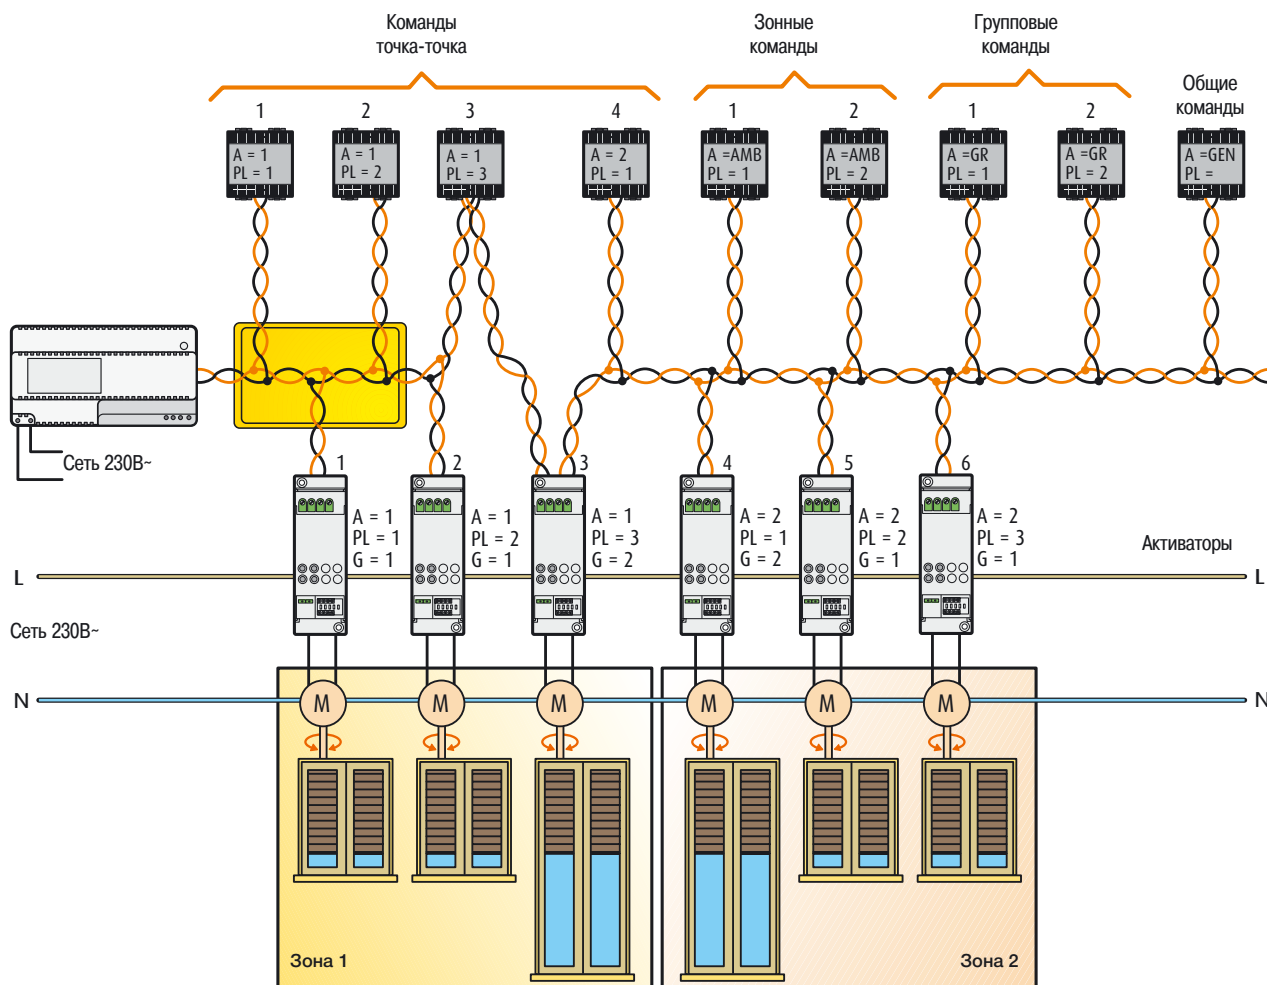 Команды
точка-точка
Зонные
команды
Групповые
команды
Общие
команды
1
2
3
4
1
2
1
2
A = 1
PL = 1
A = 1
PL = 2
A = 1
PL = 3
A = 2
PL = 1
A =AMB
PL = 1
A =AMB
PL = 2
A =GR
PL = 1
A =GR
PL = 2
A =GEN
PL =
Сеть 230В~
1
2
3
4
5
6
A = 1
PL = 1
G = 1
A = 1
PL = 2
G = 1
A = 1
PL = 3
G = 2
A = 2
PL = 1
G = 2
A = 2
PL = 2
G = 1
A = 2
PL = 3
G = 1
Активаторы
L
L
Сеть 230В~
N
N
M
M
M
M
M
M
Зона 1
Зона 2